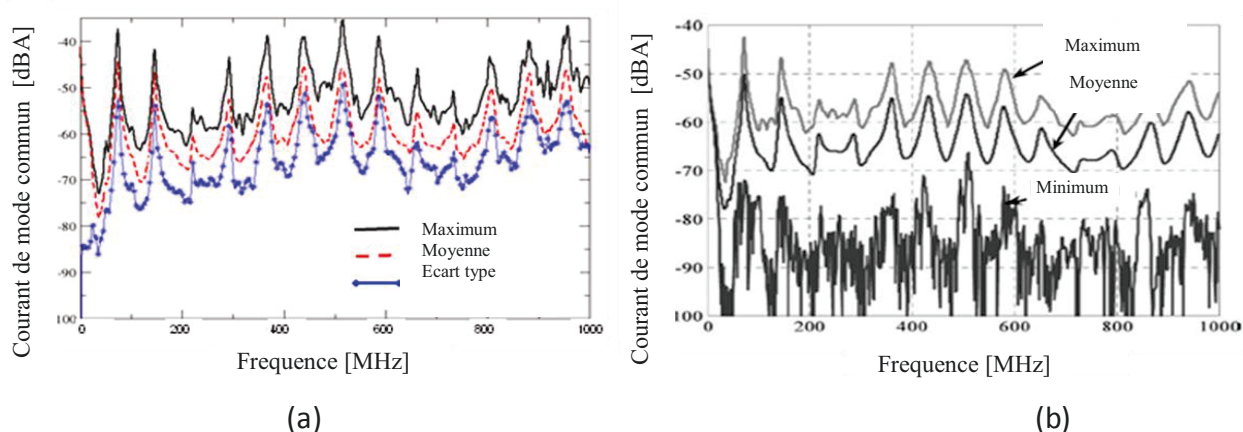 Courant de mode commun [dBA]
-40
-50
-60
-70
-80
-90
100
0
200
400
600
800
1000
Maximum
Moyenne
Ecart type
Frequence [MHz]
(a)
Courant de mode commun [dBA]
-40
-50
-60
-70
-80
-90
-100
0
200
400
600
800
1000
Maximum
Moyenne
Minimum
Frequence [MHz]
(b)